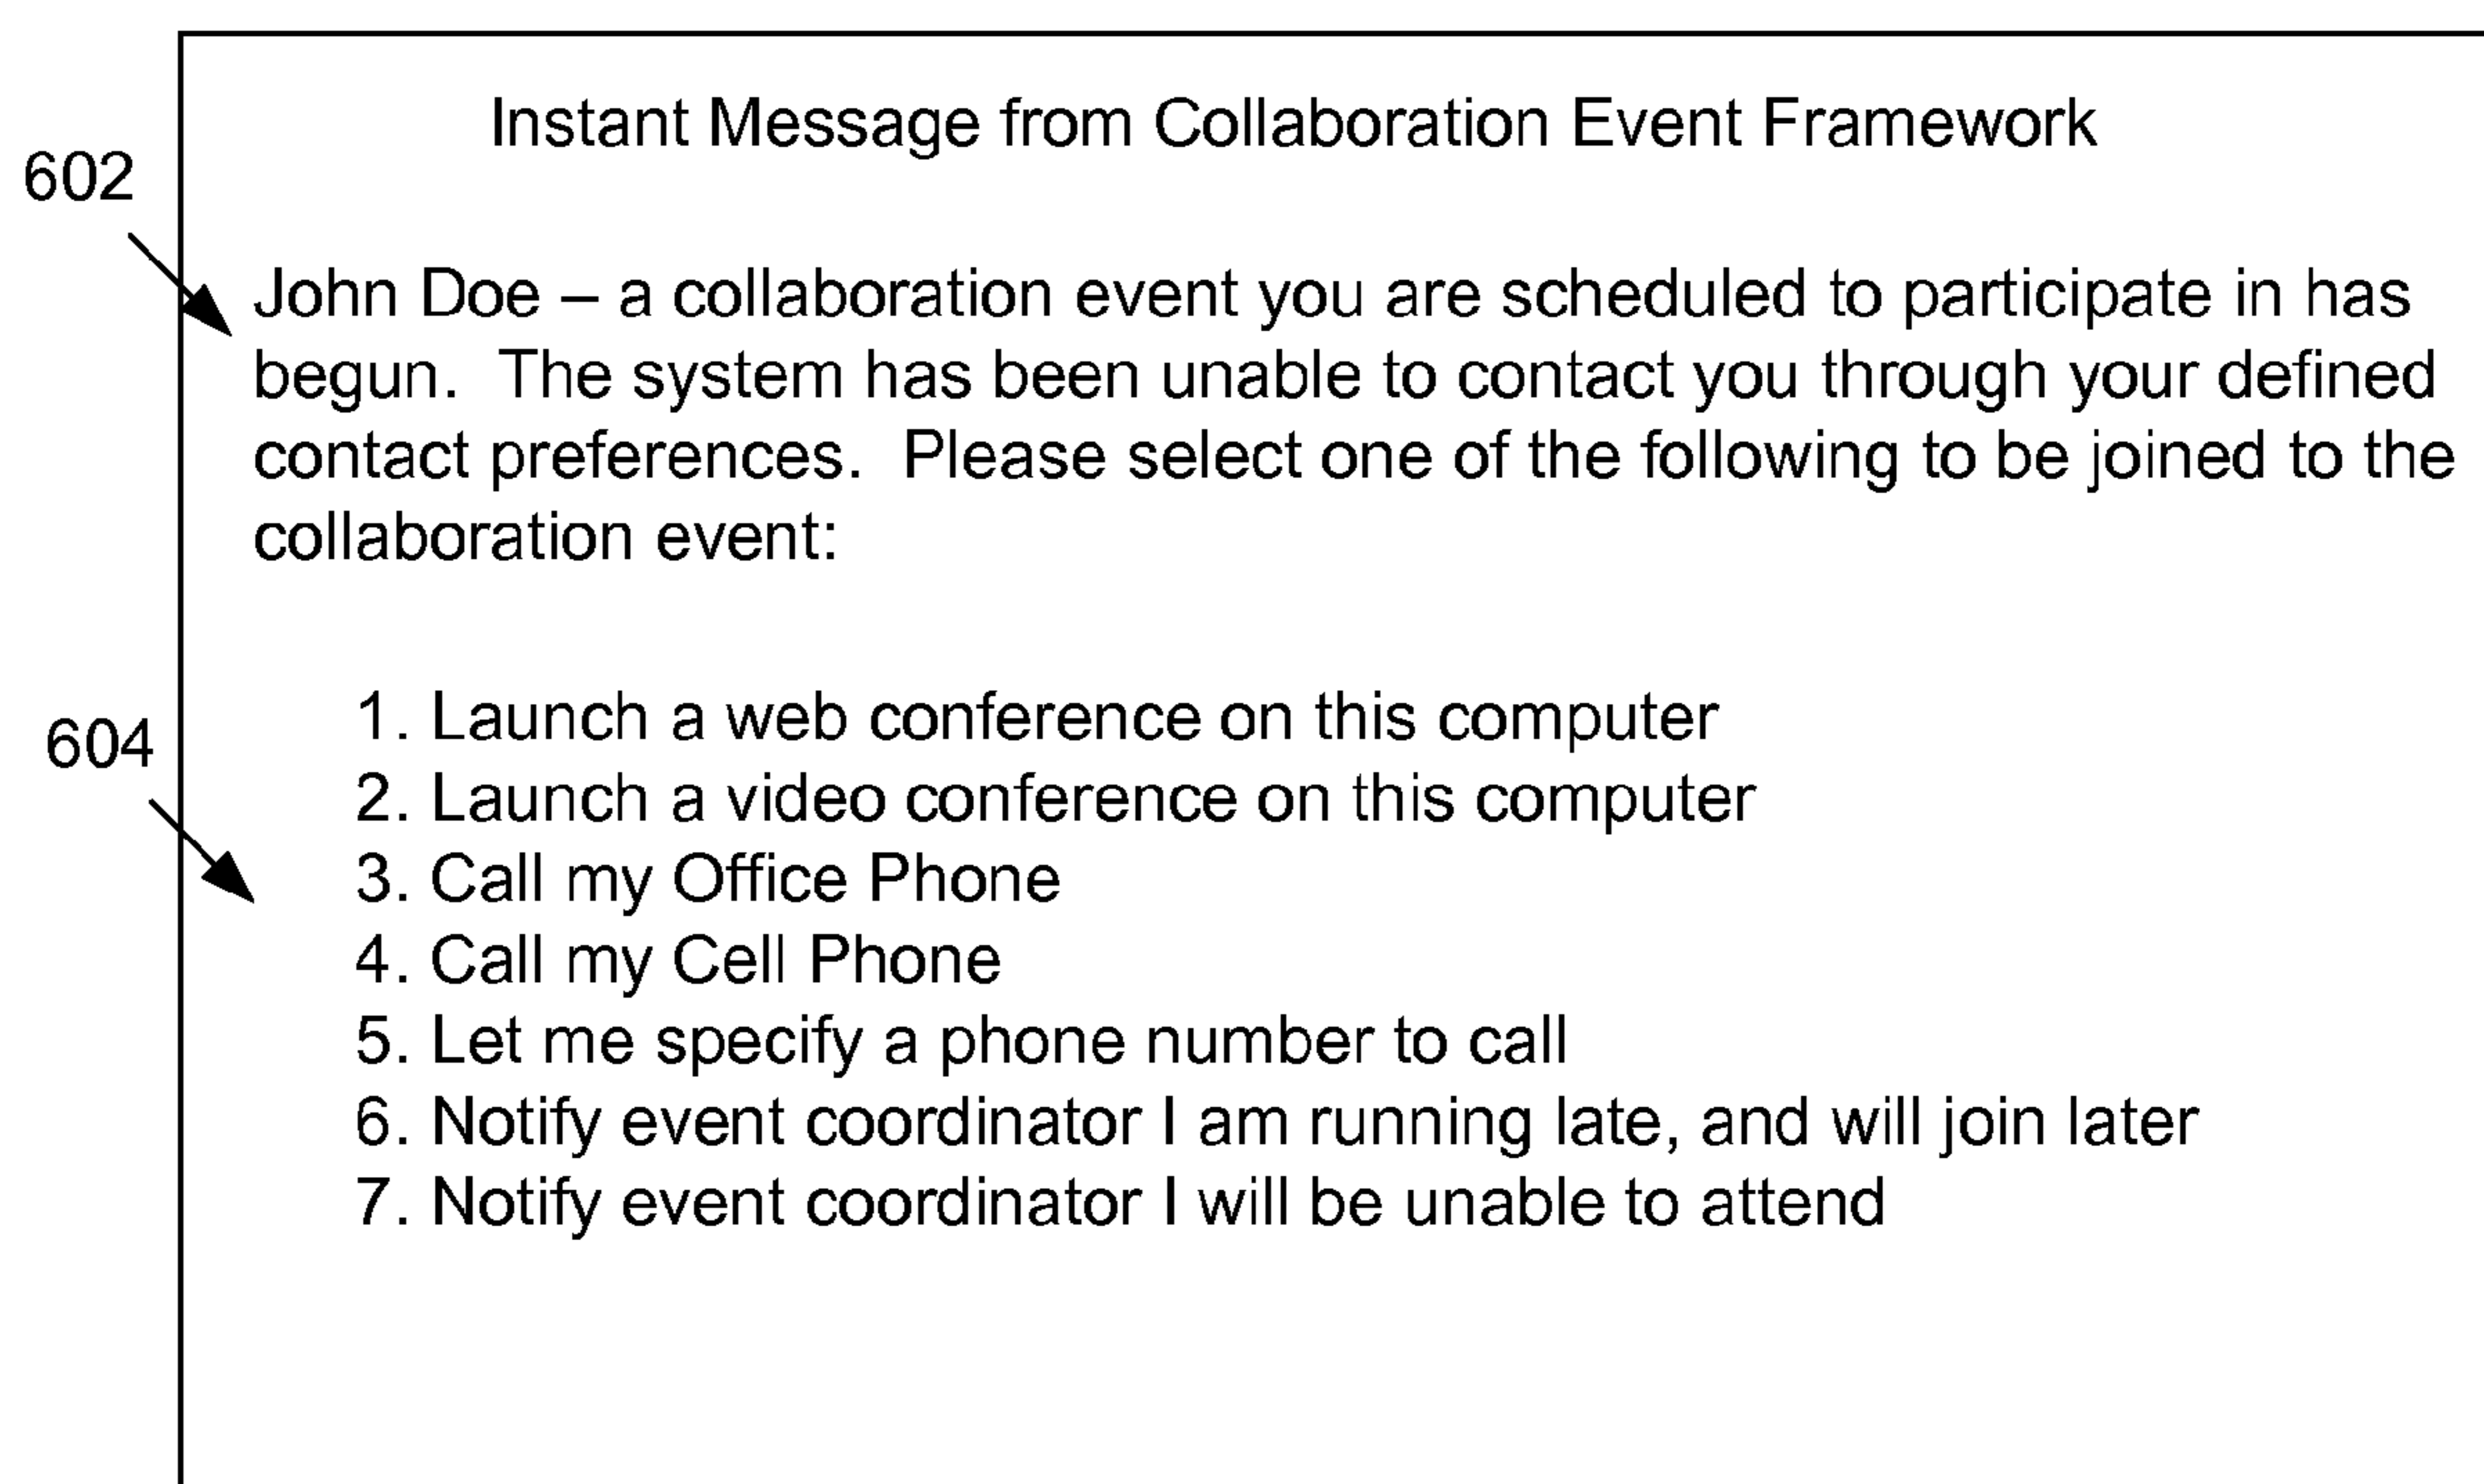 Instant Message from Collaboration Event Framework
602
John Doe – a collaboration event you are scheduled to participate in has
begun.  The system has been unable to contact you through your defined
contact preferences.  Please select one of the following to be joined to the
collaboration event:
604
1. Launch a web conference on this computer
2. Launch a video conference on this computer
3. Call my Office Phone
4. Call my Cell Phone
5. Let me specify a phone number to call
6. Notify event coordinator I am running late, and will join later
7. Notify event coordinator I will be unable to attend